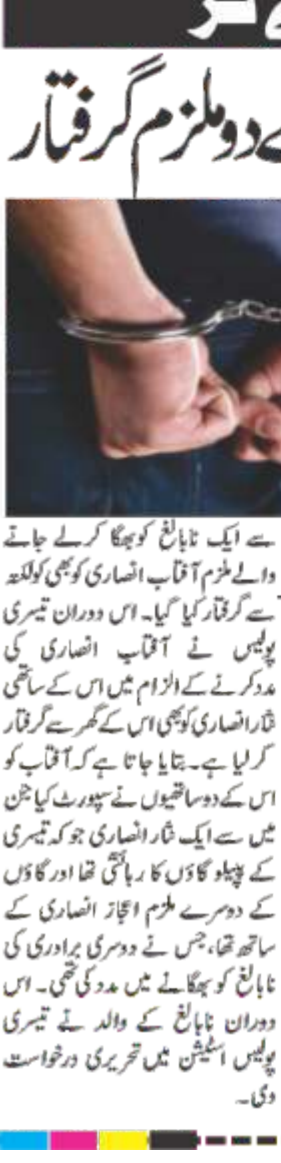 ے دو ملزم گرفتار
سے ایک نابالغ کو بھگا کر لے جانے
والے ملزم آفتاب انصاری کو بھی کولکتہ
سے گرفتار کیا گیا۔ اس دوران تیسری
پولیس نے آفتاب انصاری کی
مدد کرنے کے الزام میں اس کے ساتھی
نثار انصاری کو بھی اس کے گھر سے گرفتار
کر لیا ہے۔ بتایا جاتا ہے کہ آفتاب کو
اس کے دو ساتھیوں نے سپورٹ کیا جن
میں سے ایک نثار انصاری جو کہ تیسری
کے پیپلو گاؤں کا رہائشی تھا اور گاؤں
کے دوسرے ملزم اعجاز انصاری کے
ساتھ تھا، جس نے دوسری برادری کی
نابالغ کو بھگانے میں مدد کی تھی۔ اس
دوران نابالغ کے والد نے تیسری
پولیس اسٹیشن میں تحریری درخواست
دی۔